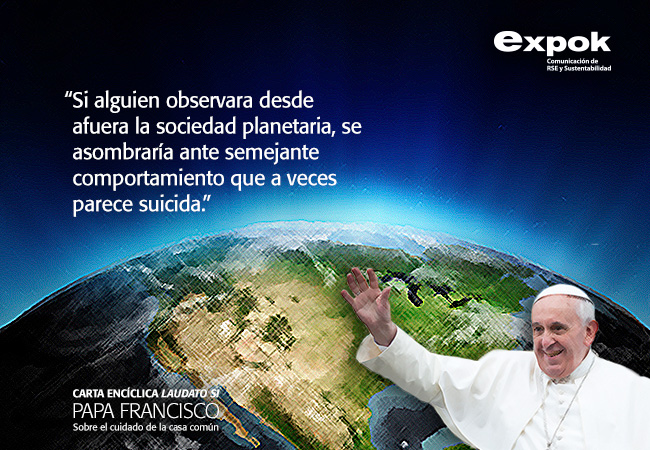 expok
Comunicación de
RSE y Sustentabilidad
“Si alguien observara desde
afuera la sociedad planetaria, se
asombraría ante semejante
comportamiento que a veces
parece suicida.”
CARTA ENCÍCLICA LAUDATO SI
PAPA FRANCISCO
Sobre el cuidado de la casa común